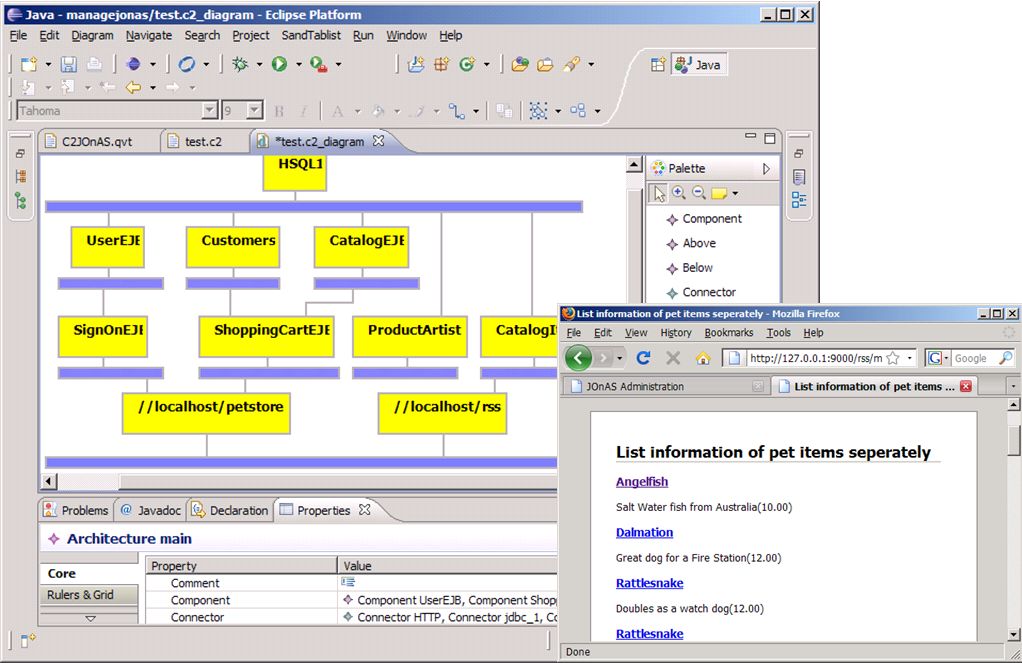 Java - managejonas/test.c2_diagram - Eclipse Platform
File Edit Diagram Navigate Search Project SandTablist Run Window Help
Java
Tahoma 9 B I A
C2JOnAS.qvt test.c2 *test.c2_diagram
HSQL1
UserEJB Customers CatalogEJB
SignOnEJB ShoppingCartEJB ProductArtist CatalogIt
//localhost/petstore //localhost/rss
Palette
Component
Above
Below
Connector
Problems @ Javadoc Declaration Properties
Architecture main
Core
Rulers & Grid
Property Value
Comment
Component Component UserEJB, Component Shopp
Connector Connector HTTP, Connector jdbc_1, Co
List information of pet items seperately - Mozilla Firefox
File Edit View History Bookmarks Tools Help
http://127.0.0.1:9000/rss/m G Google
JOnAS Administration List information of pet items ...
List information of pet items seperately
Angelfish
Salt Water fish from Australia(10.00)
Dalmation
Great dog for a Fire Station(12.00)
Rattlesnake
Doubles as a watch dog(12.00)
Rattlesnake
Done